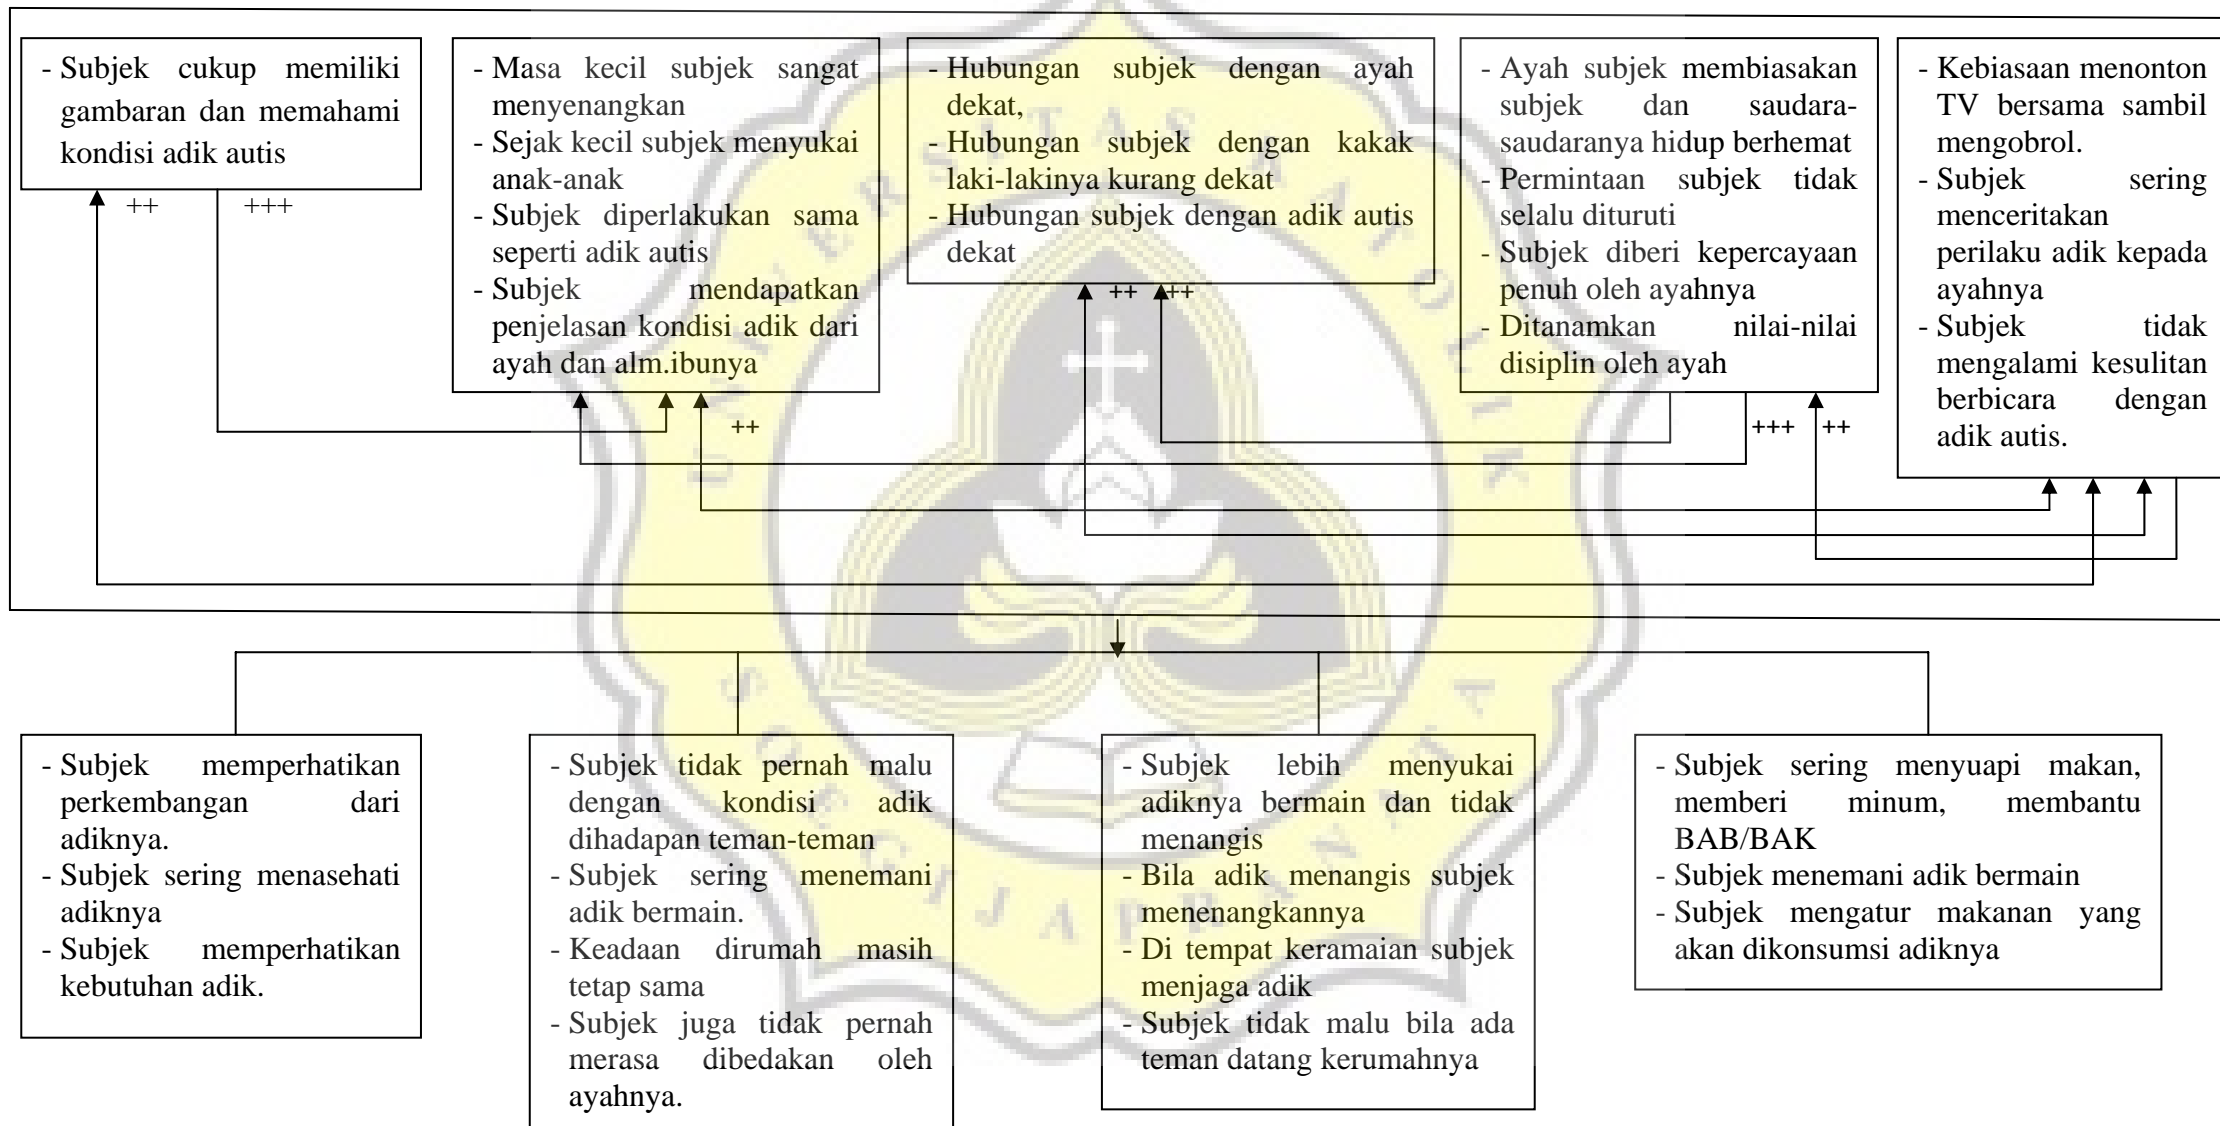 - Subjek cukup memiliki
gambaran dan memahami
kondisi adik autis
++
+++
- Masa kecil subjek sangat
menyenangkan
- Sejak kecil subjek menyukai
anak-anak
- Subjek diperlakukan sama
seperti adik autis
- Subjek mendapatkan
penjelasan kondisi adik dari
ayah dan alm.ibunya
++
- Hubungan subjek dengan ayah
dekat,
- Hubungan subjek dengan kakak
laki-lakinya kurang dekat
- Hubungan subjek dengan adik autis
dekat
++
++
- Ayah subjek membiasakan
subjek dan saudara-
saudaranya hidup berhemat
- Permintaan subjek tidak
selalu dituruti
- Subjek diberi kepercayaan
penuh oleh ayahnya
- Ditanamkan nilai-nilai
disiplin oleh ayah
+++
++
- Kebiasaan menonton
TV bersama sambil
mengobrol.
- Subjek sering
menceritakan
perilaku adik kepada
ayahnya
- Subjek tidak
mengalami kesulitan
berbicara dengan
adik autis.
- Subjek memperhatikan
perkembangan dari
adiknya.
- Subjek sering menasehati
adiknya
- Subjek memperhatikan
kebutuhan adik.
- Subjek tidak pernah malu
dengan kondisi adik
dihadapan teman-teman
- Subjek sering menemani
adik bermain.
- Keadaan dirumah masih
tetap sama
- Subjek juga tidak pernah
merasa dibedakan oleh
ayahnya.
- Subjek lebih menyukai
adiknya bermain dan tidak
menangis
- Bila adik menangis subjek
menenangkannya
- Di tempat keramaian subjek
menjaga adik
- Subjek tidak malu bila ada
teman datang kerumahnya
- Subjek sering menyuapi makan,
memberi minum, membantu
BAB/BAK
- Subjek menemani adik bermain
- Subjek mengatur makanan yang
akan dikonsumsi adiknya
UNIVERSITAS KATOLIK
SOEGIJAPRANATA